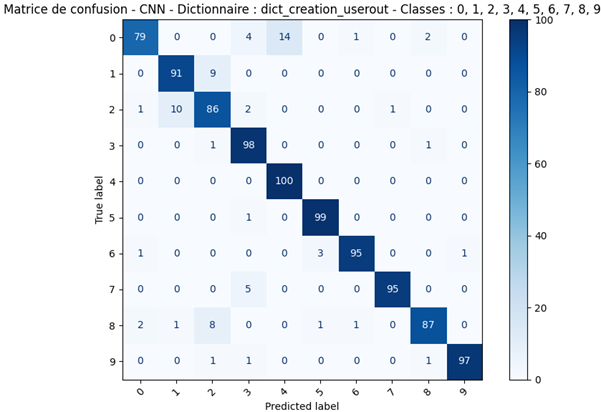 Matrice de confusion - CNN - Dictionnaire : dict_creation_userout - Classes : 0, 1, 2, 3, 4, 5, 6, 7, 8, 9
0 79 0 0 4 14 0 1 0 2 0
1 0 91 9 0 0 0 0 0 0 0
2 1 10 86 2 0 0 0 1 0 0
3 0 0 1 98 0 0 0 0 1 0
4 0 0 0 0 100 0 0 0 0 0
5 0 0 0 1 0 99 0 0 0 0
6 1 0 0 0 0 3 95 0 0 1
7 0 0 0 5 0 0 0 95 0 0
8 2 1 8 0 0 1 1 0 87 0
9 0 0 1 1 0 0 0 0 1 97
0 1 2 3 4 5 6 7 8 9
Predicted label
True label
100
80
60
40
20
0